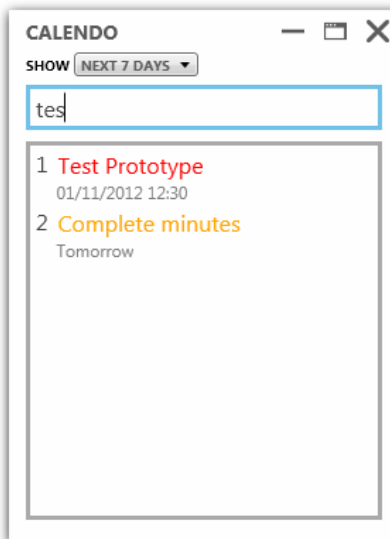 CALENDO
SHOW NEXT 7 DAYS
tes
1 Test Prototype
01/11/2012 12:30
2 Complete minutes
Tomorrow